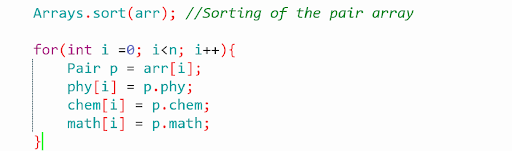 Arrays.sort(arr); //Sorting of the pair array
for(int i =0; i<n; i++){
Pair p = arr[i];
phy[i] = p.phy;
chem[i] = p.chem;
math[i] = p.math;
}